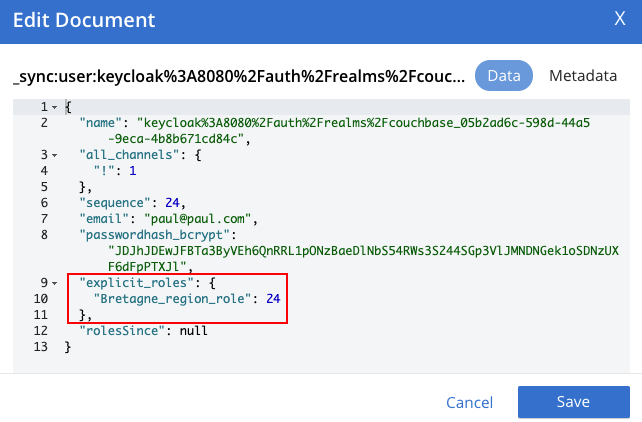 Edit Document X
_sync:user:keycloak%3A8080%2Fauth%2Frealms%2Fcouc... Data Metadata
1 {
2 "name": "keycloak%3A8080%2Fauth%2Frealms%2Fcouchbase_05b2ad6c-598d-44a5
-9eca-4b8b671cd84c",
3 "all_channels": {
4 "!": 1
5 },
6 "sequence": 24,
7 "email": "paul@paul.com",
8 "passwordhash_bcrypt":
"JDJhJDEwJFBTa3ByVEh6QnRRL1pONzBaeDlNbS54RWs3S244SGp3VlJMNDNGek1oSDNzUX
F6dFpPTXJl",
9 "explicit_roles": {
10 "Bretagne_region_role": 24
11 },
12 "rolesSince": null
13 }
Cancel Save